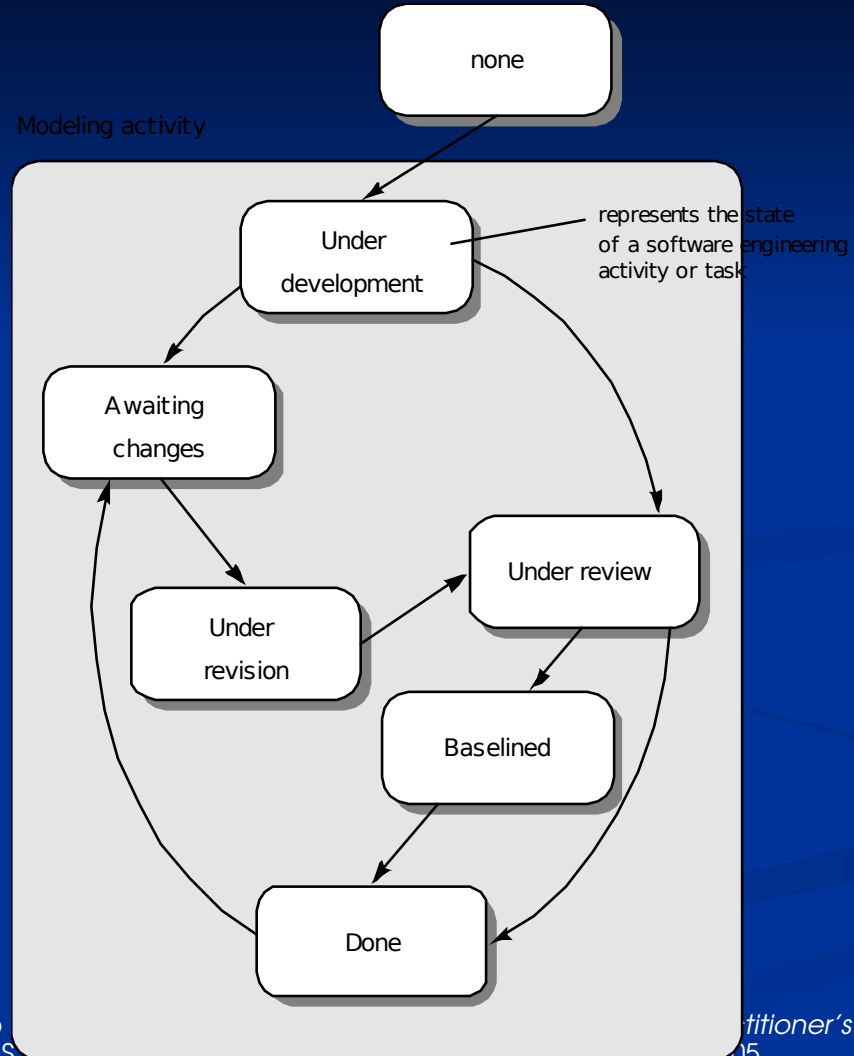 none
Modeling activity
represents the state
of a software engineering
activity or task
Under
development
Awaiting
changes
Under review
Under
revision
Baselined
Done